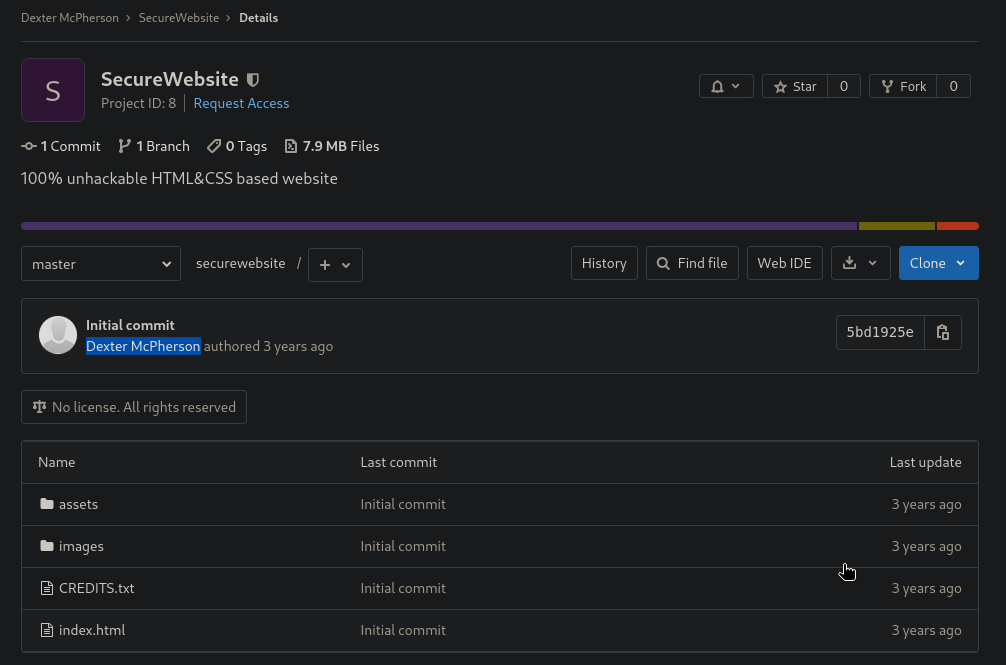 Dexter McPherson › SecureWebsite › Details
S
SecureWebsite
Project ID: 8 Request Access
Star 0 Fork 0
1 Commit 1 Branch 0 Tags 7.9 MB Files
100% unhackable HTML&CSS based website
master securewebsite / + History Find file Web IDE Clone
Initial commit
Dexter McPherson authored 3 years ago
5bd1925e
No license. All rights reserved
Name Last commit Last update
assets Initial commit 3 years ago
images Initial commit 3 years ago
CREDITS.txt Initial commit 3 years ago
index.html Initial commit 3 years ago